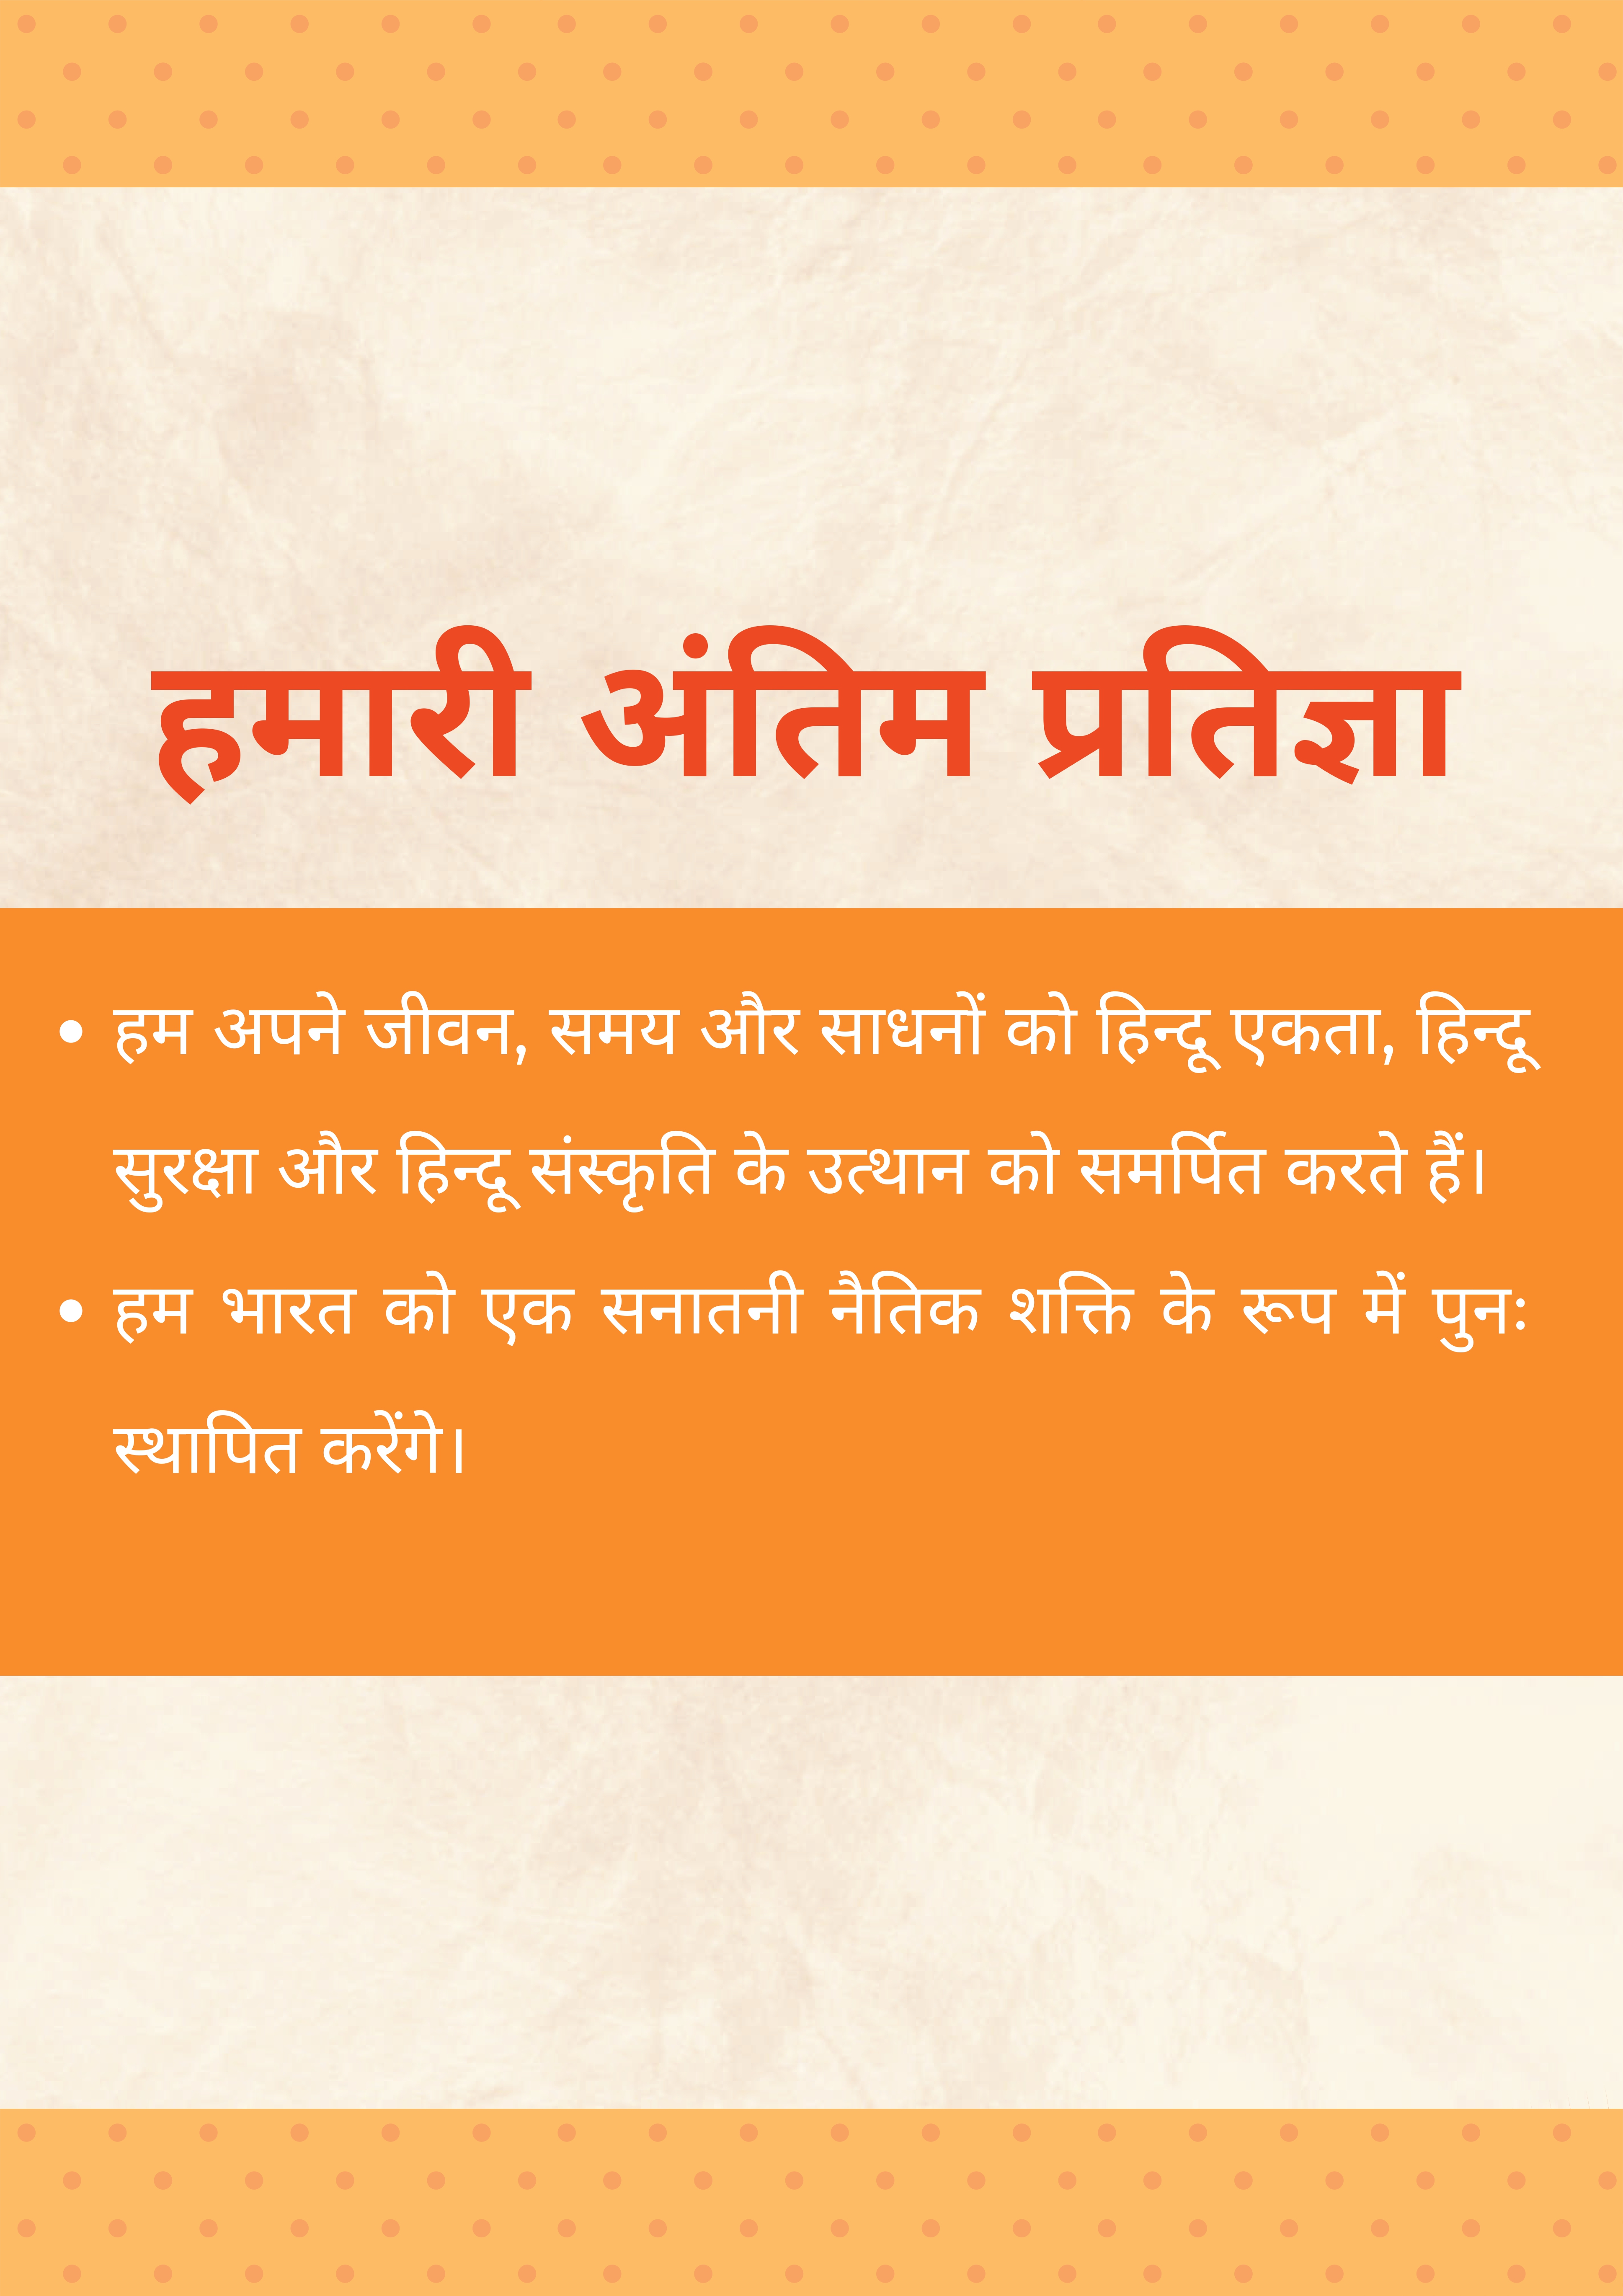 हमारी अंतिम प्रतिज्ञा
• हम अपने जीवन, समय और साधनों को हिन्दू एकता, हिन्दू
सुरक्षा और हिन्दू संस्कृति के उत्थान को समर्पित करते हैं।
• हम भारत को एक सनातनी नैतिक शक्ति के रूप में पुनः
स्थापित करेंगे।